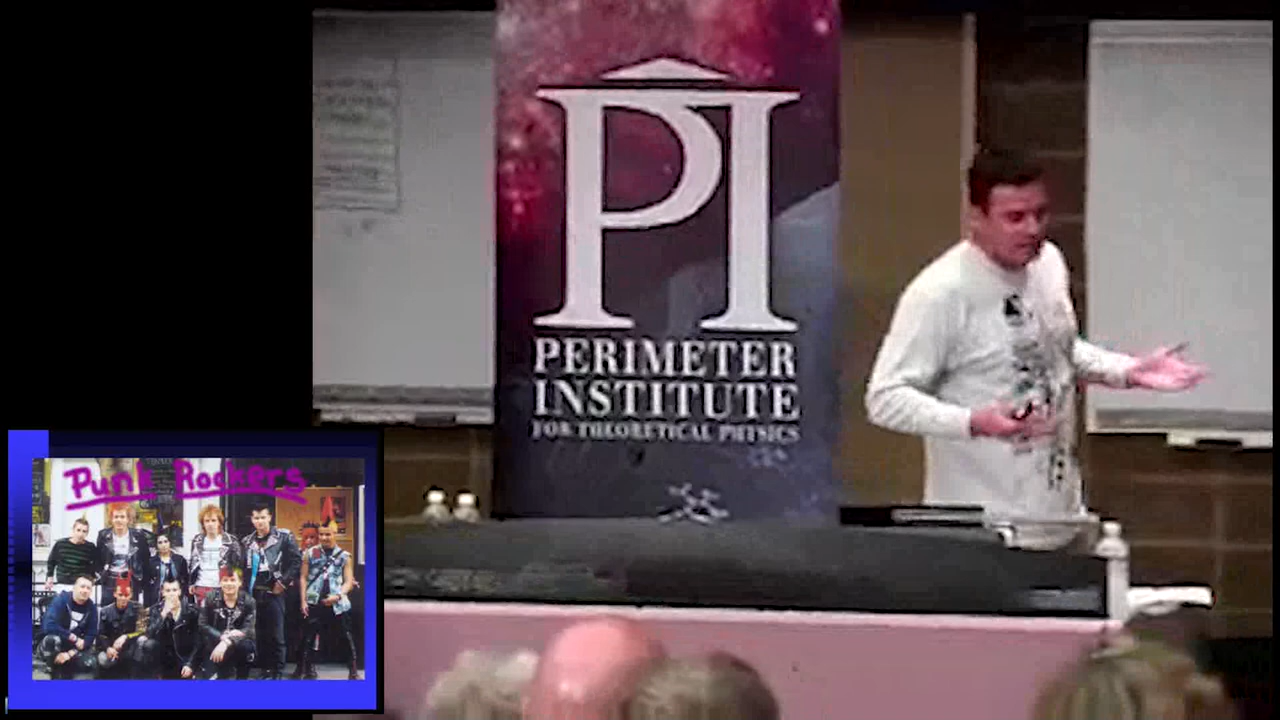 PI
PERIMETER
INSTITUTE
FOR THEORETICAL PHYSICS
Punk Rockers